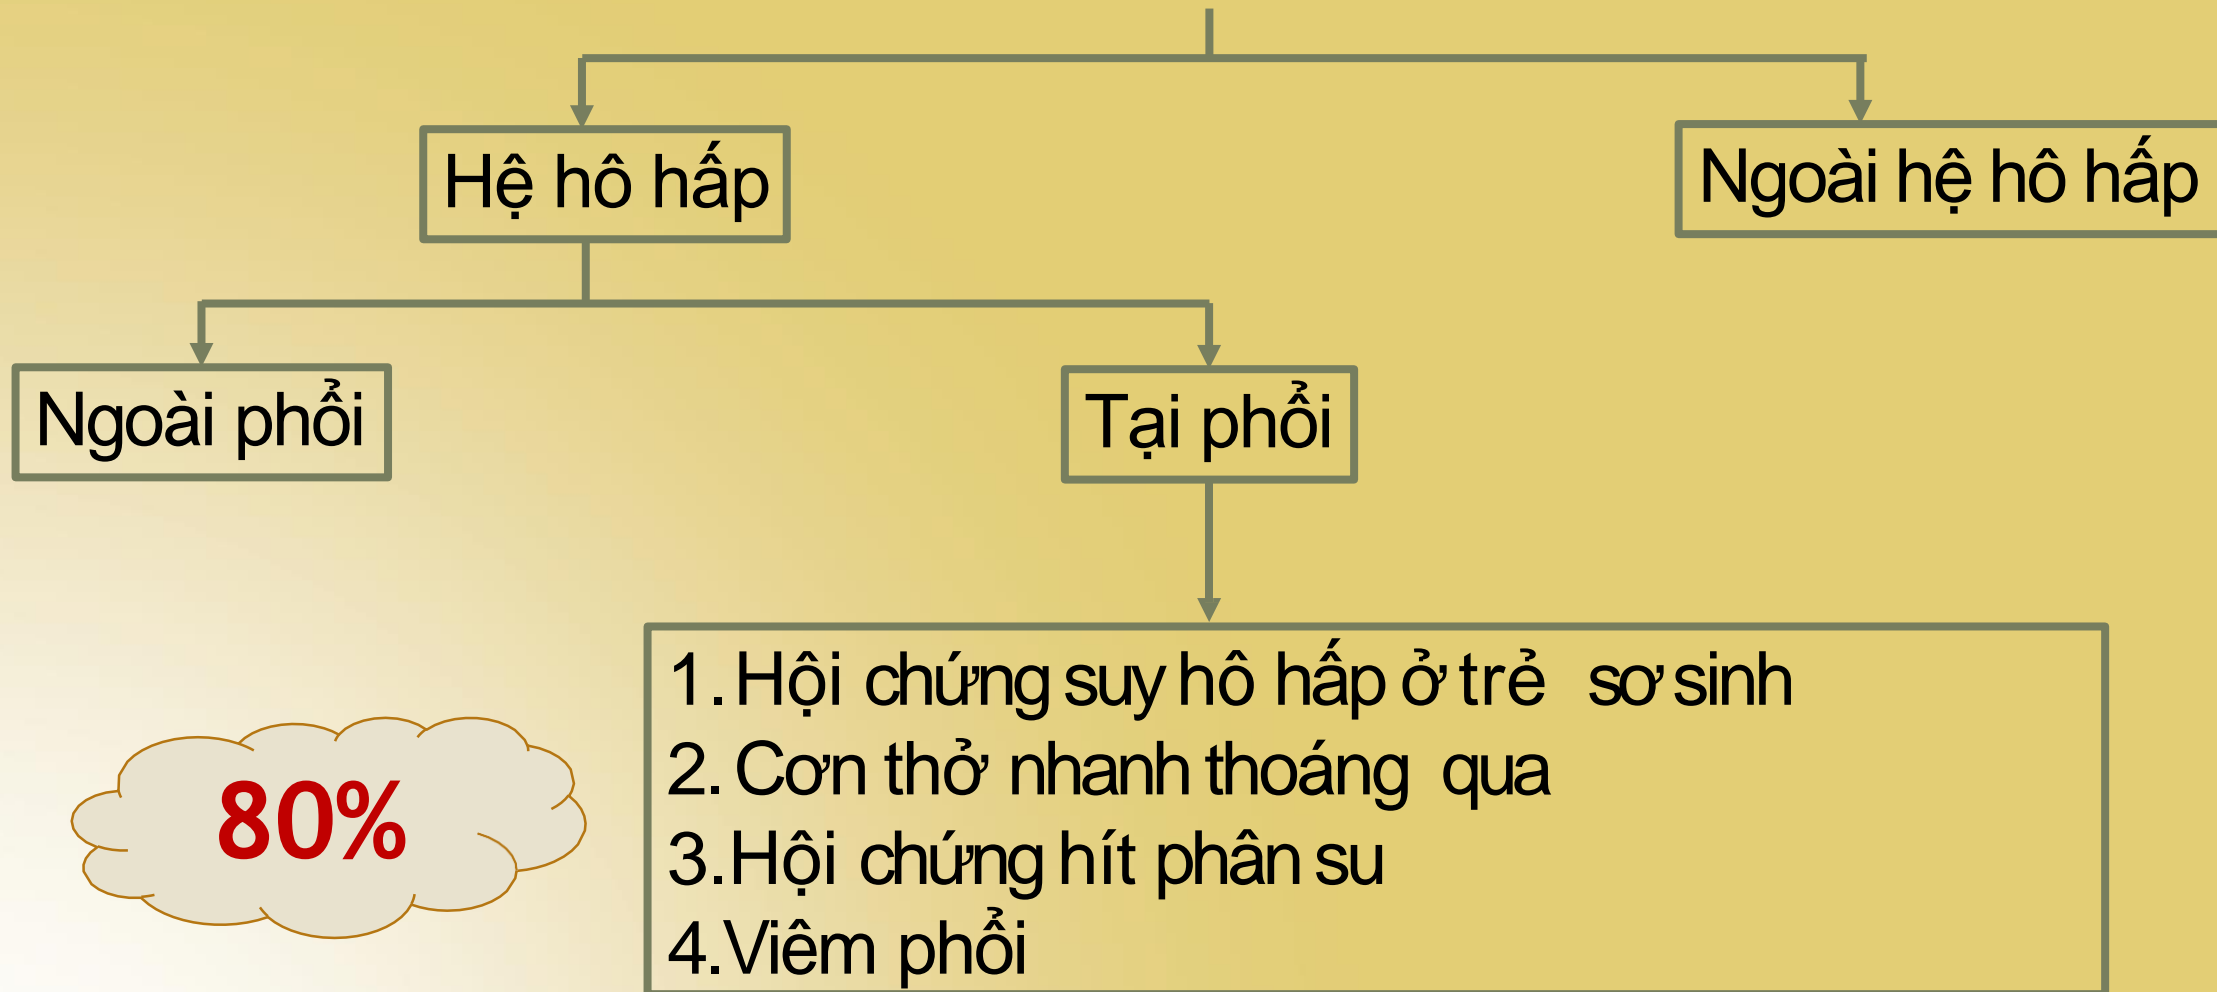 Hệ hô hấp
Ngoài hệ hô hấp
Ngoài phổi
Tại phổi
1. Hội chứng suy hô hấp ở trẻ sơ sinh
2. Cơn thở nhanh thoáng qua
3.Hội chứng hít phân su
4.Viêm phổi
80%